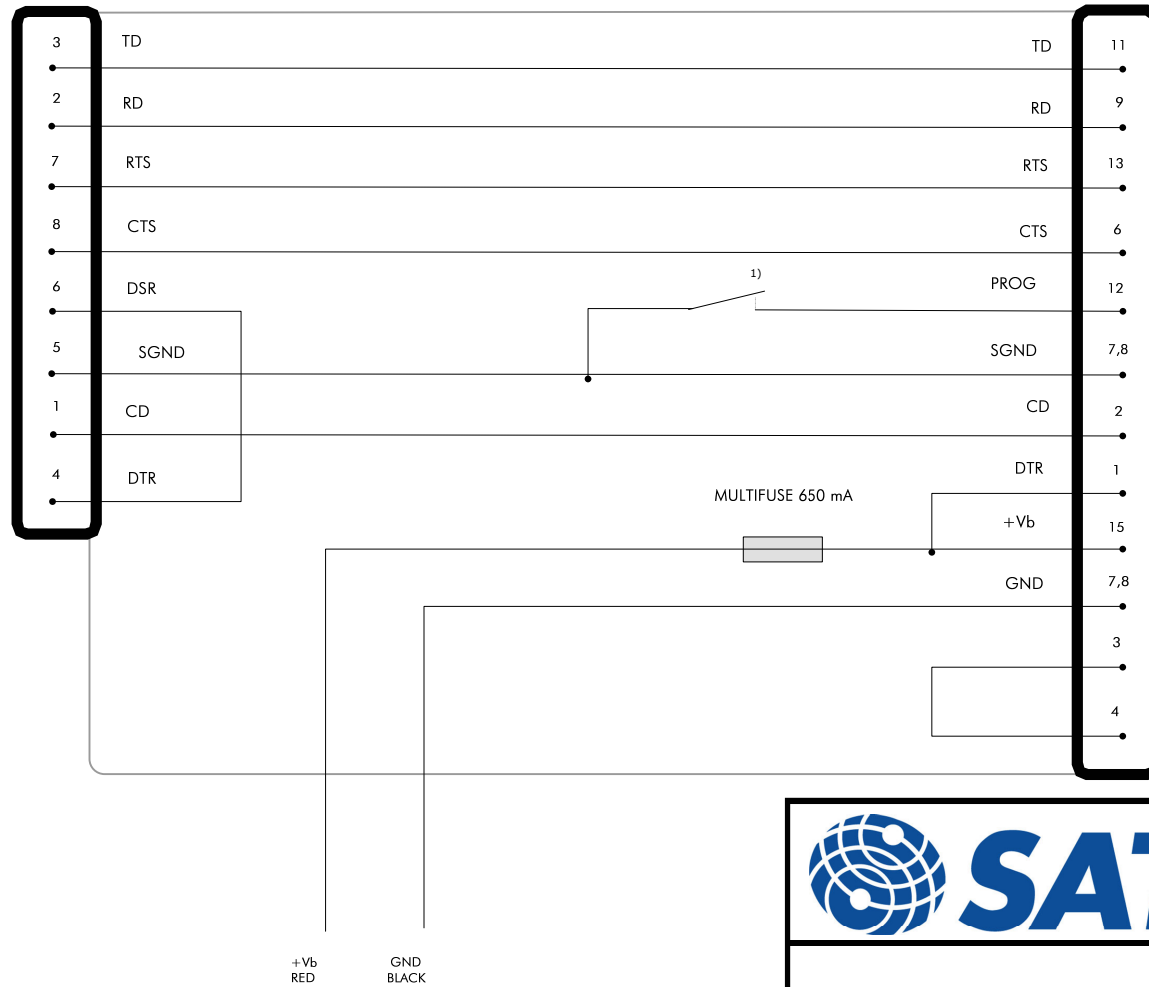 3 TD TD 11
2 RD RD 9
7 RTS RTS 13
8 CTS CTS 6
1)
6 DSR PROG 12
5 SGND SGND 7,8
1 CD CD 2
4 DTR DTR 1
MULTIFUSE 650 mA
+Vb 15
GND 7,8
3
4
SAT
+Vb GND
RED BLACK